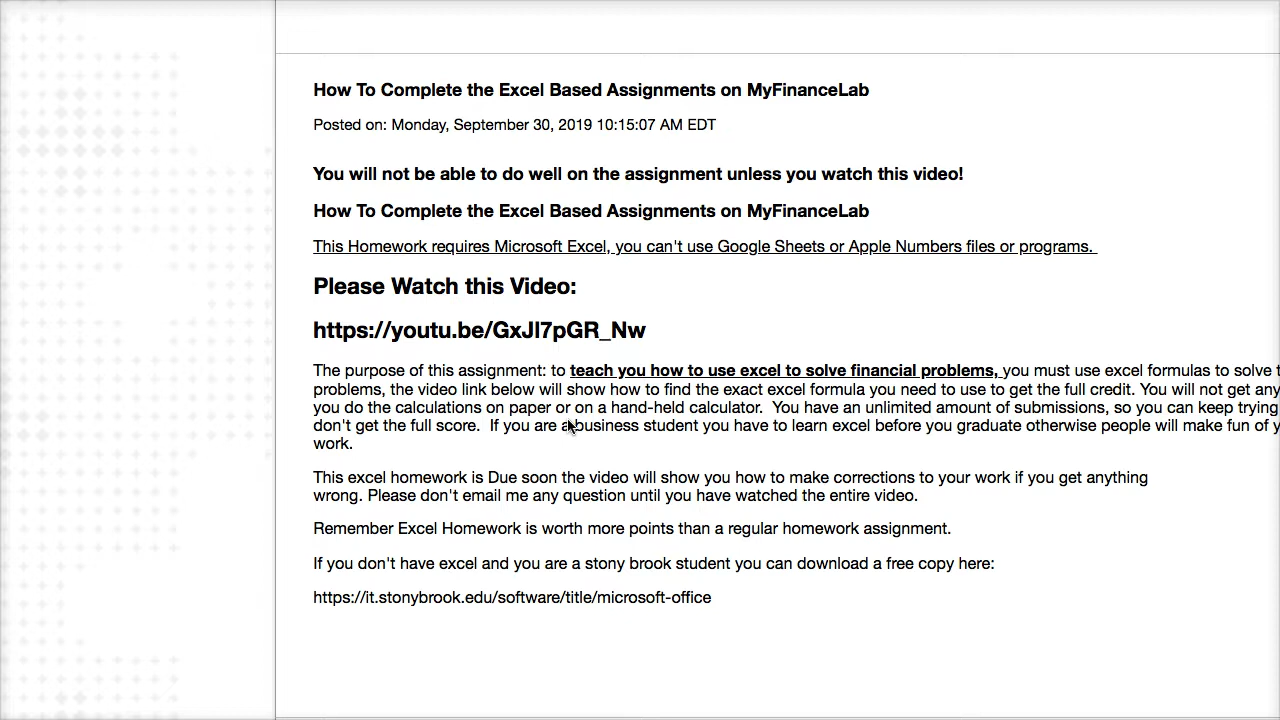 How To Complete the Excel Based Assignments on MyFinanceLab
Posted on: Monday, September 30, 2019 10:15:07 AM EDT
You will not be able to do well on the assignment unless you watch this video!
How To Complete the Excel Based Assignments on MyFinanceLab
This Homework requires Microsoft Excel, you can't use Google Sheets or Apple Numbers files or programs.
Please Watch this Video:
https://youtu.be/GxJl7pGR_Nw
The purpose of this assignment: to teach you how to use excel to solve financial problems, you must use excel formulas to solve
problems, the video link below will show how to find the exact excel formula you need to use to get the full credit. You will not get any
you do the calculations on paper or on a hand-held calculator. You have an unlimited amount of submissions, so you can keep trying
don't get the full score. If you are a business student you have to learn excel before you graduate otherwise people will make fun of
work.
This excel homework is Due soon the video will show you how to make corrections to your work if you get anything
wrong. Please don't email me any question until you have watched the entire video.
Remember Excel Homework is worth more points than a regular homework assignment.
If you don't have excel and you are a stony brook student you can download a free copy here:
https://it.stonybrook.edu/software/title/microsoft-office